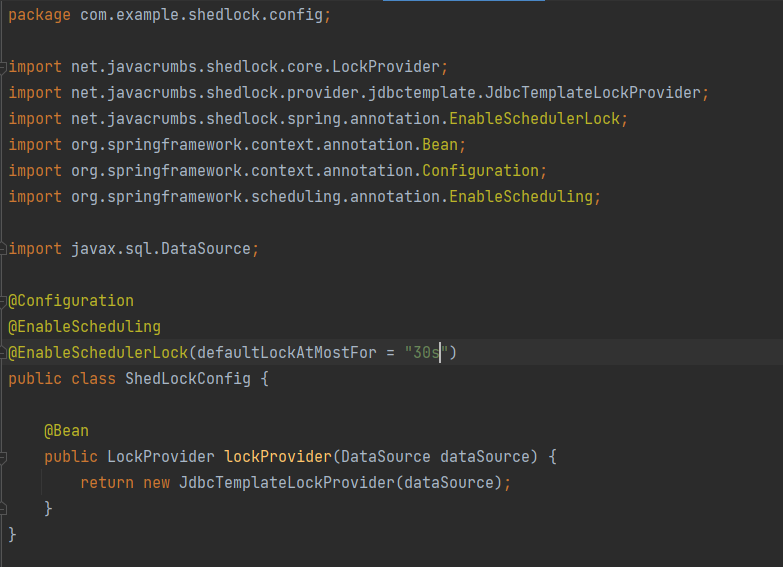 package com.example.shedlock.config;
import net.javacrumbs.shedlock.core.LockProvider;
import net.javacrumbs.shedlock.provider.jdbctemplate.JdbcTemplateLockProvider;
import net.javacrumbs.shedlock.spring.annotation.EnableSchedulerLock;
import org.springframework.context.annotation.Bean;
import org.springframework.context.annotation.Configuration;
import org.springframework.scheduling.annotation.EnableScheduling;
import javax.sql.DataSource;
@Configuration
@EnableScheduling
@EnableSchedulerLock(defaultLockAtMostFor = "30s")
public class ShedLockConfig {
@Bean
public LockProvider lockProvider(DataSource dataSource) {
return new JdbcTemplateLockProvider(dataSource);
}
}